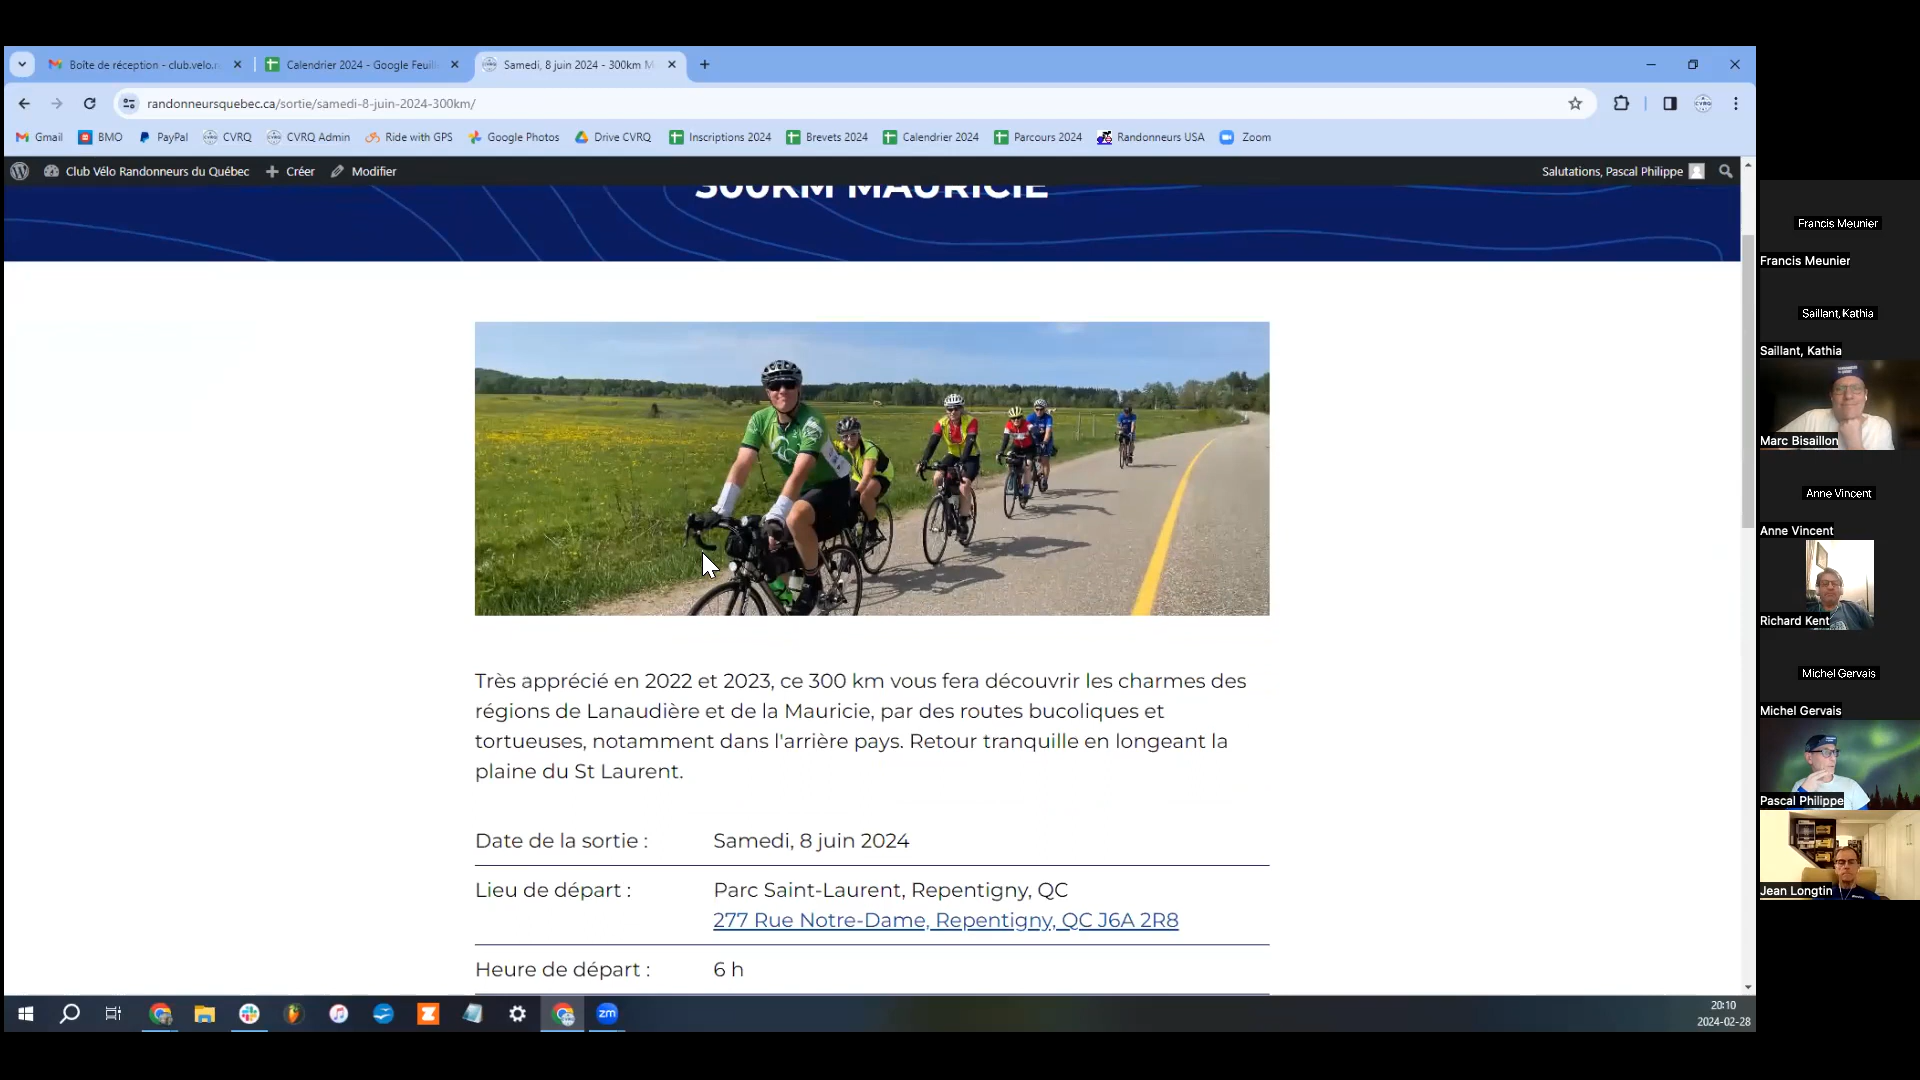 Boîte de réception - club.velo.r
Calendrier 2024 - Google Feuill
Samedi, 8 juin 2024 - 300km M
randonneursquebec.ca/sortie/samedi-8-juin-2024-300km/
Gmail BMO PayPal CVRQ CVRQ Admin Ride with GPS Google Photos Drive CVRQ Inscriptions 2024 Brevets 2024 Calendrier 2024 Parcours 2024 Randonneurs USA Zoom
Club Vélo Randonneurs du Québec Créer Modifier Salutations, Pascal Philippe
300KM MAURICIE
Très apprécié en 2022 et 2023, ce 300 km vous fera découvrir les charmes des
régions de Lanaudière et de la Mauricie, par des routes bucoliques et
tortueuses, notamment dans l'arrière pays. Retour tranquille en longeant la
plaine du St Laurent.
Date de la sortie : Samedi, 8 juin 2024
Lieu de départ : Parc Saint-Laurent, Repentigny, QC
277 Rue Notre-Dame, Repentigny, QC J6A 2R8
Heure de départ : 6 h
zm
20:10
2024-02-28
Francis Meunier
Francis Meunier
Saillant, Kathia
Saillant, Kathia
Marc Bisaillon
Anne Vincent
Anne Vincent
Richard Kent
Michel Gervais
Michel Gervais
Pascal Philippe
Jean Longtin